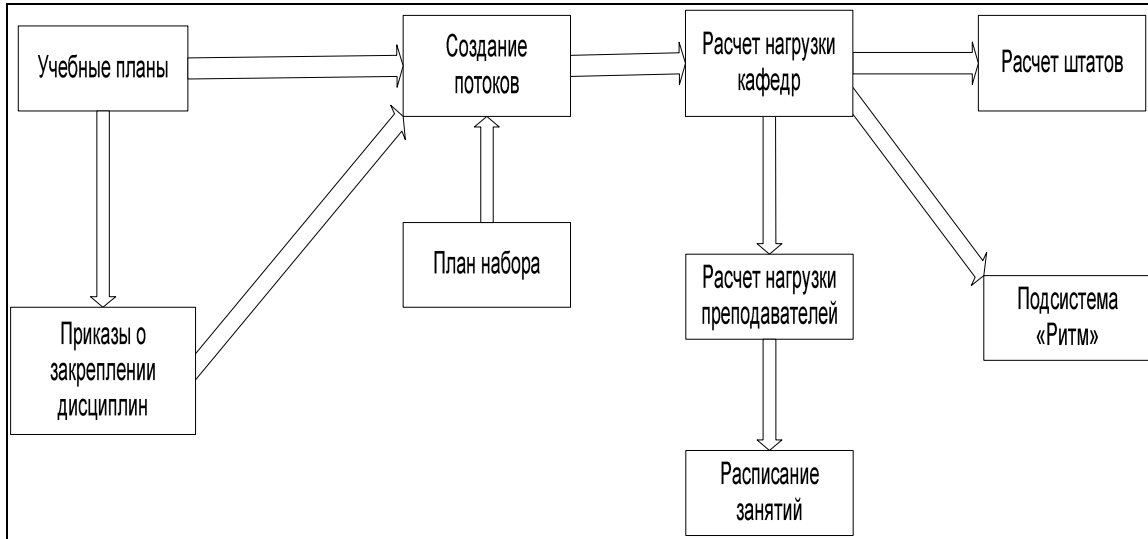 Учебные планы
Создание
потоков
Расчет нагрузки
кафедр
Расчет штатов
План набора
Расчет нагрузки
преподавателей
Подсистема
«Ритм»
Приказы о
закреплении
дисциплин
Расписание
занятий